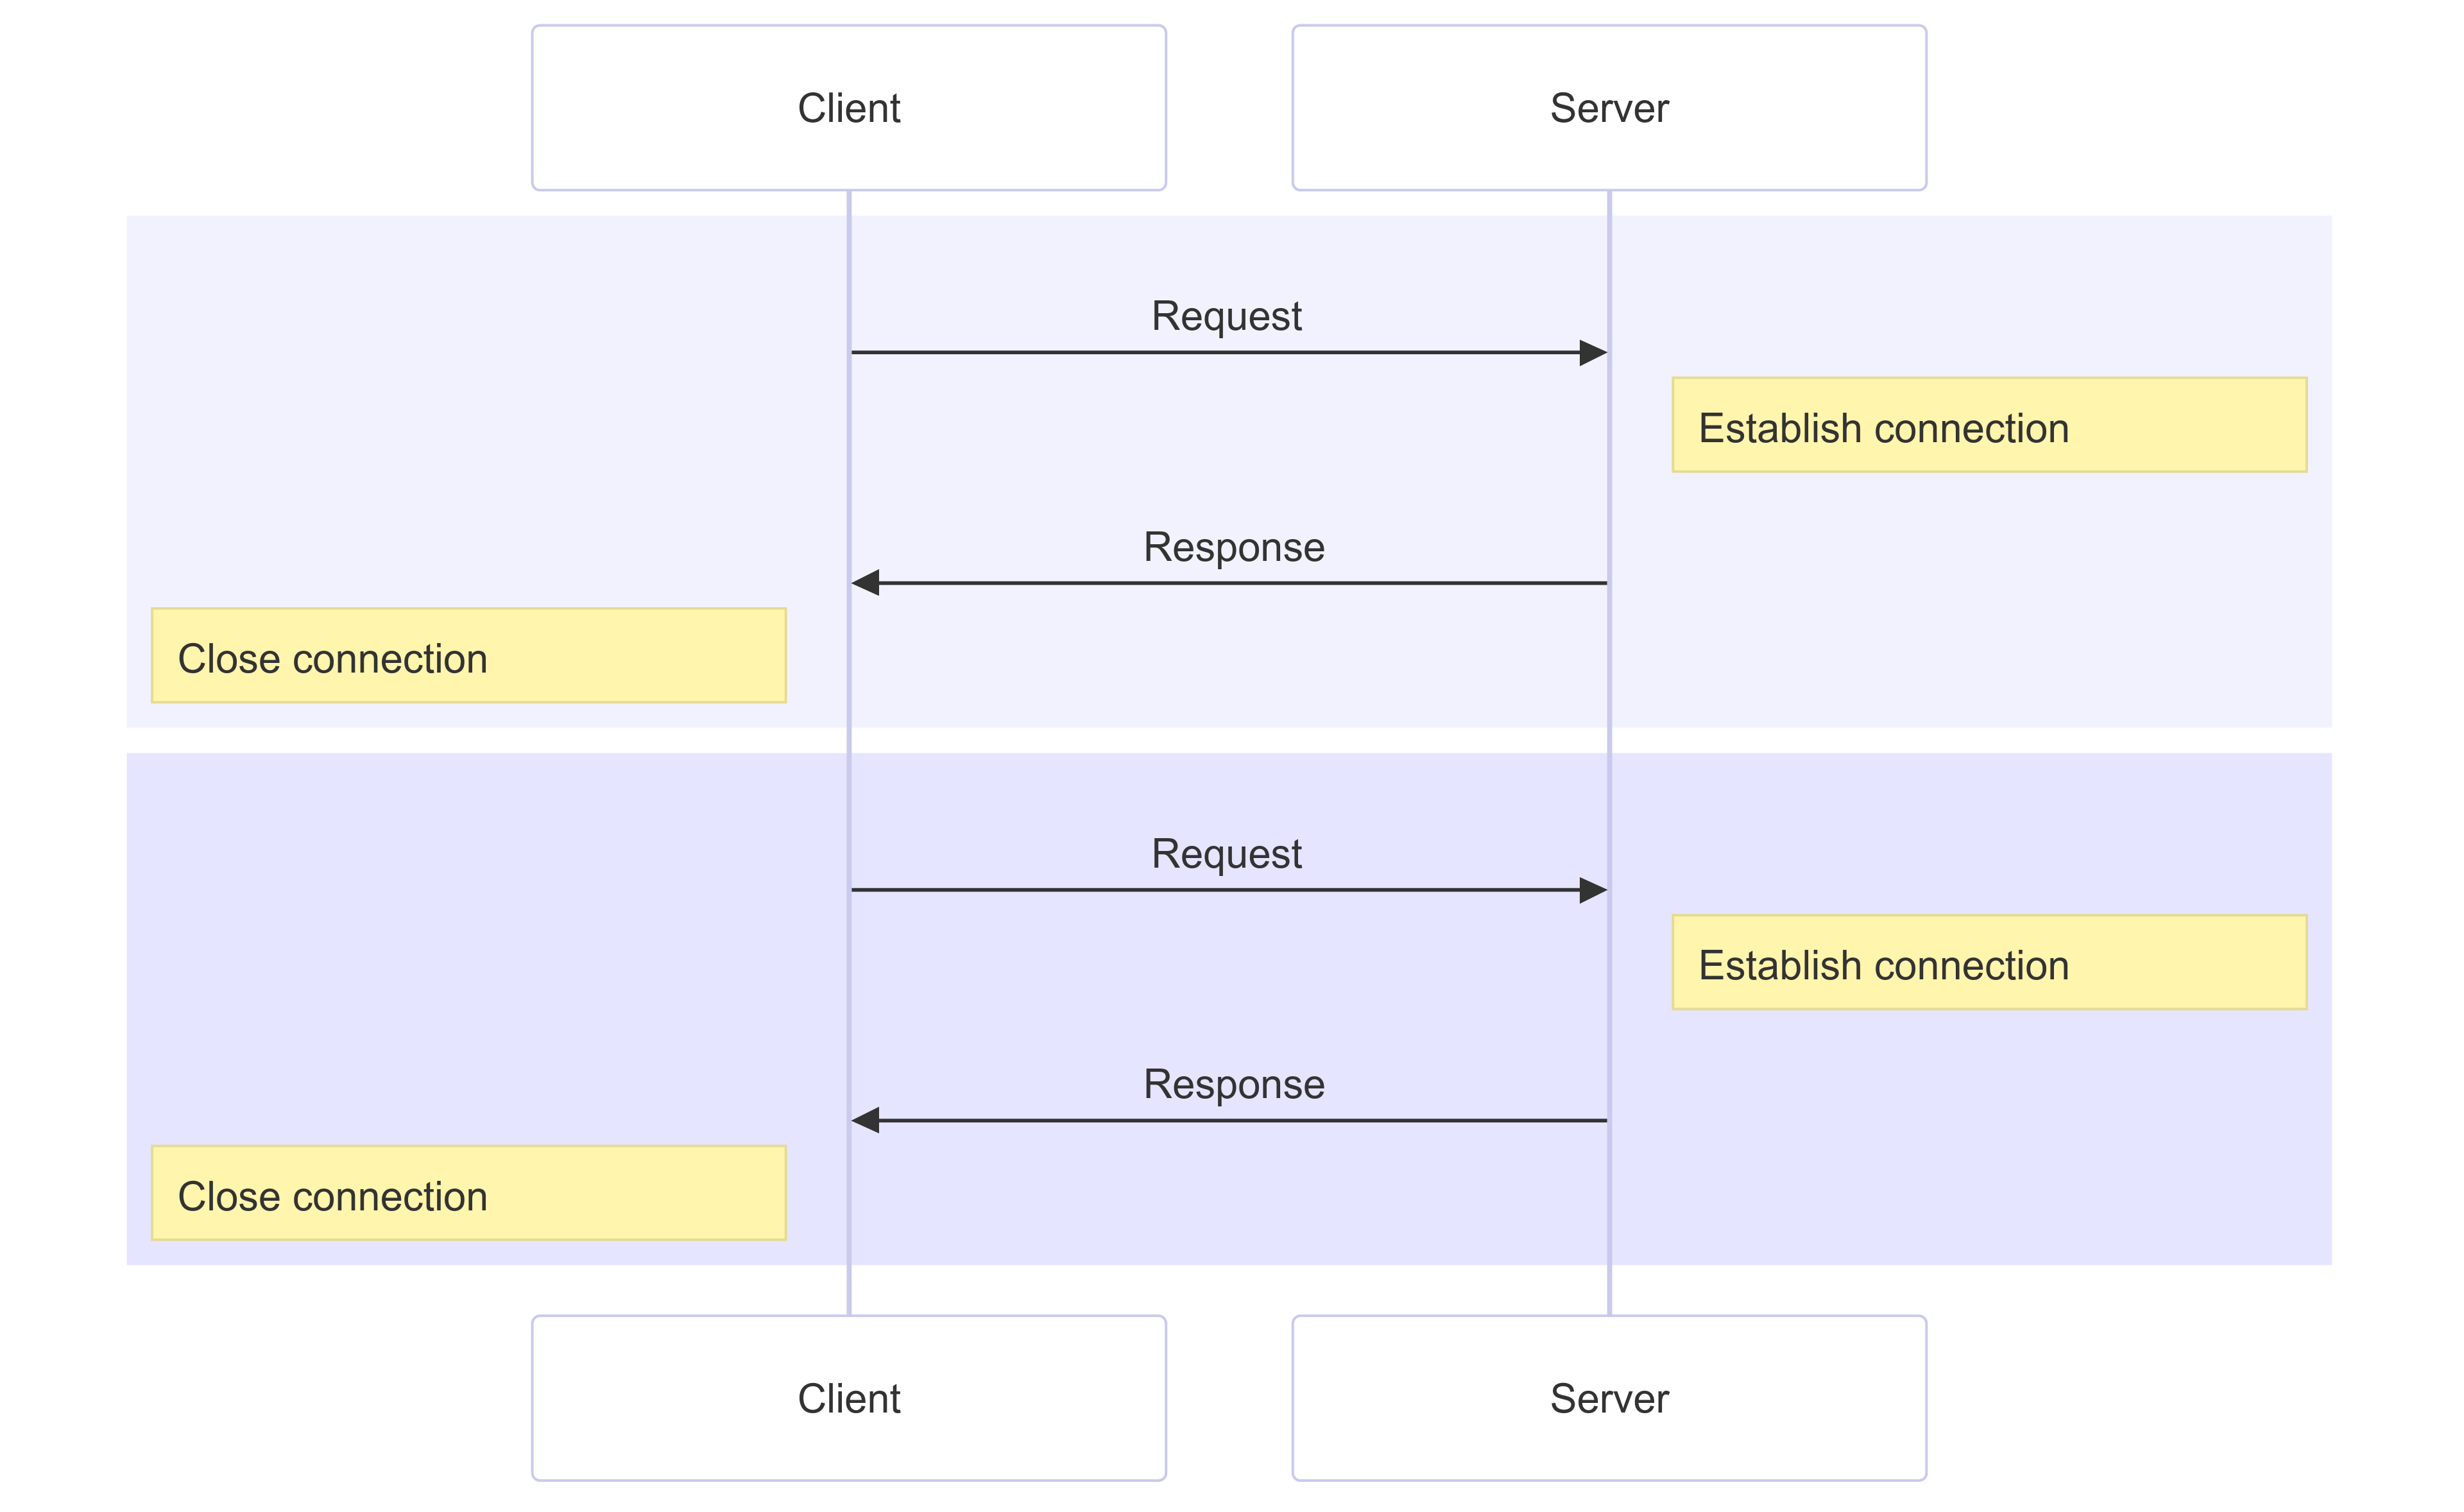 Client
Server
Request
Establish connection
Response
Close connection
Request
Establish connection
Response
Close connection
Client
Server